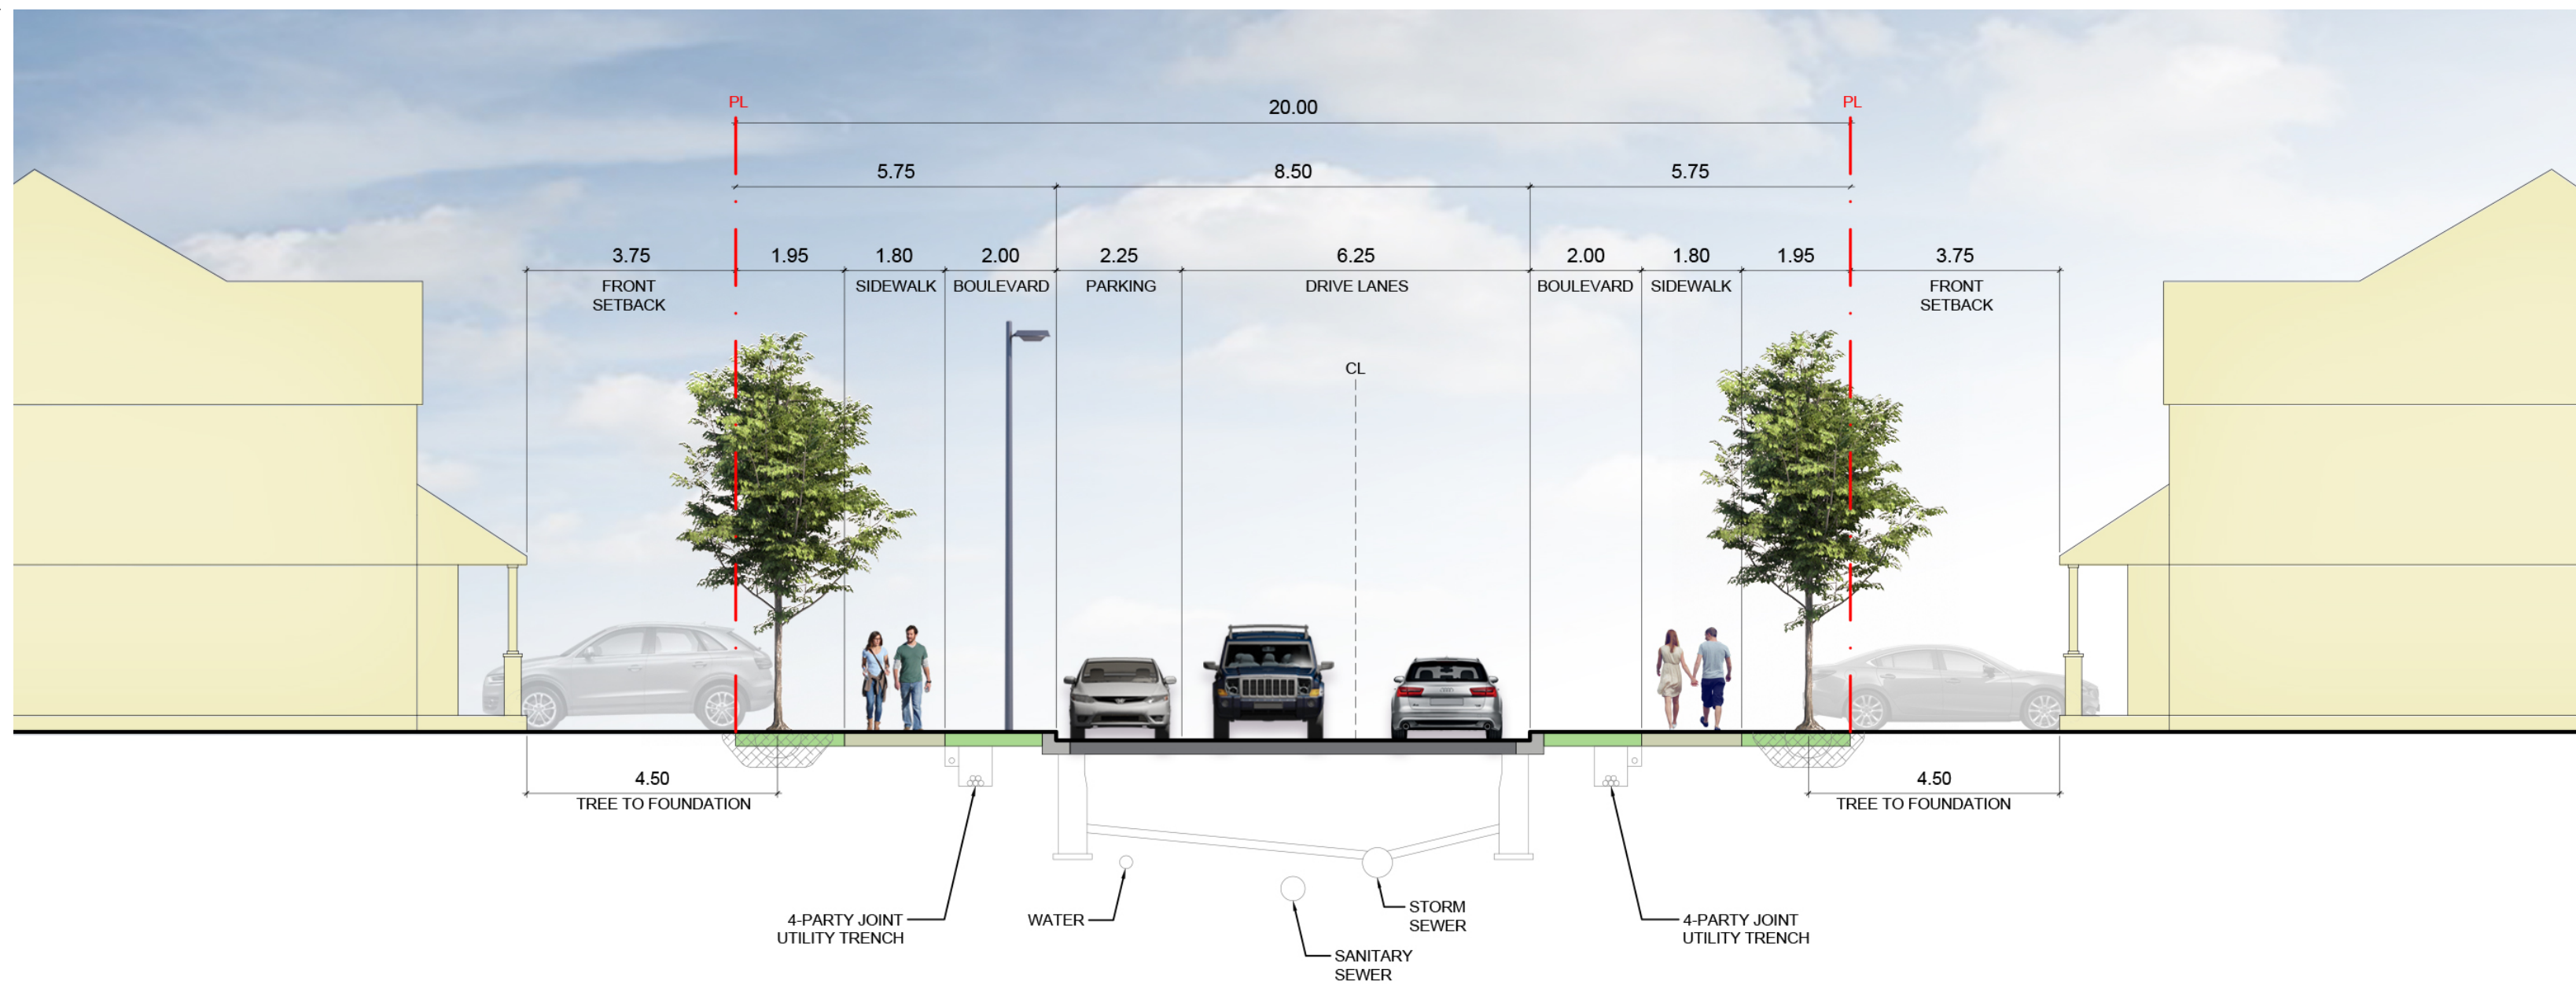 PL
PL
20.00
5.75
8.50
5.75
3.75
1.95
1.80
2.00
2.25
6.25
2.00
1.80
1.95
3.75
FRONT
SETBACK
SIDEWALK
BOULEVARD
PARKING
DRIVE LANES
BOULEVARD
SIDEWALK
FRONT
SETBACK
CL
4.50
TREE TO FOUNDATION
4.50
TREE TO FOUNDATION
4-PARTY JOINT
UTILITY TRENCH
WATER
STORM
SEWER
SANITARY
SEWER
4-PARTY JOINT
UTILITY TRENCH